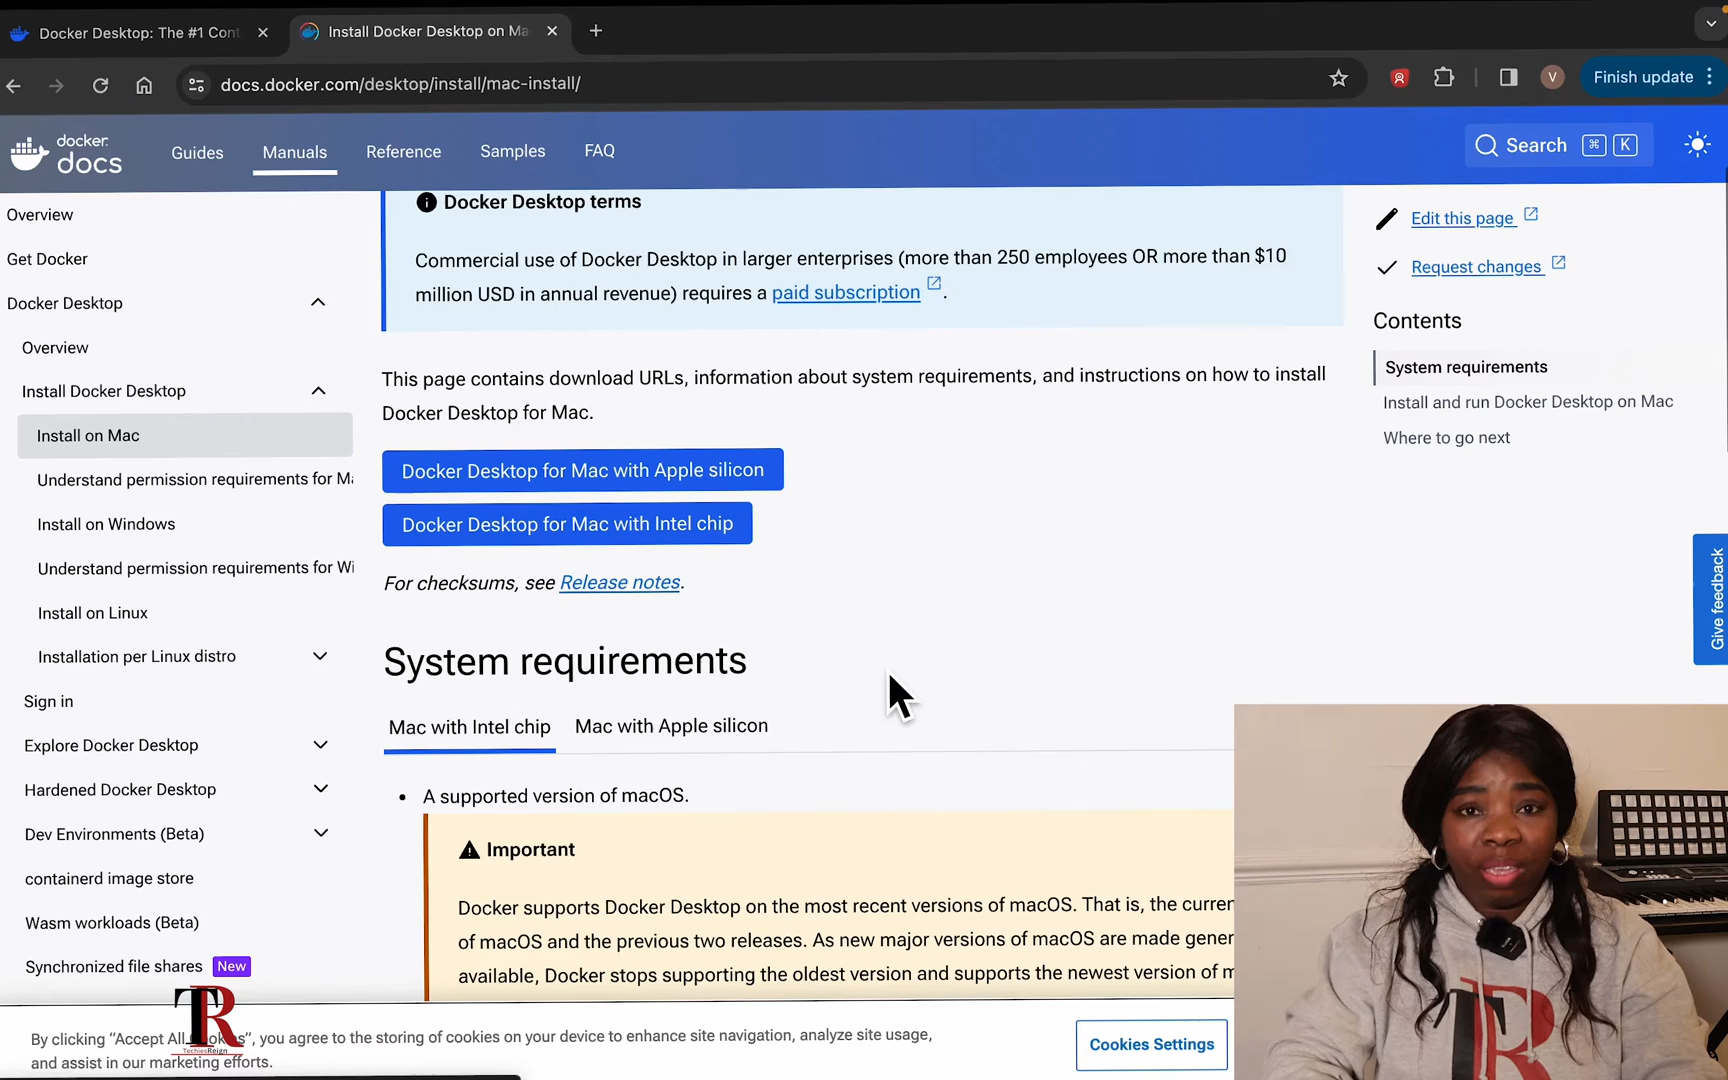 Docker Desktop: The #1 Cont
Install Docker Desktop on Ma
docs.docker.com/desktop/install/mac-install/
V
Finish update
docker
docs
Guides
Manuals
Reference
Samples
FAQ
Search
⌘ K
Overview
Get Docker
Docker Desktop
Overview
Install Docker Desktop
Install on Mac
Understand permission requirements for Ma
Install on Windows
Understand permission requirements for Wi
Install on Linux
Installation per Linux distro
Sign in
Explore Docker Desktop
Hardened Docker Desktop
Dev Environments (Beta)
containerd image store
Wasm workloads (Beta)
Synchronized file shares New
Docker Desktop terms
Commercial use of Docker Desktop in larger enterprises (more than 250 employees OR more than $10
million USD in annual revenue) requires a paid subscription.
This page contains download URLs, information about system requirements, and instructions on how to install
Docker Desktop for Mac.
Docker Desktop for Mac with Apple silicon
Docker Desktop for Mac with Intel chip
For checksums, see Release notes.
System requirements
Mac with Intel chip
Mac with Apple silicon
• A supported version of macOS.
Important
Docker supports Docker Desktop on the most recent versions of macOS. That is, the curren
of macOS and the previous two releases. As new major versions of macOS are made gener
available, Docker stops supporting the oldest version and supports the newest version of m
Edit this page
Request changes
Contents
System requirements
Install and run Docker Desktop on Mac
Where to go next
Give feedback
TR
TechiesReign
By clicking “Accept All Cookies”, you agree to the storing of cookies on your device to enhance site navigation, analyze site usage,
and assist in our marketing efforts.
Cookies Settings
TR